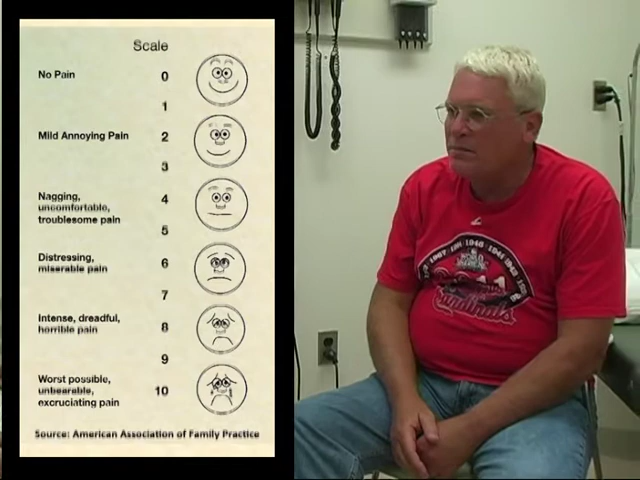 Scale
No Pain 0
1
Mild Annoying Pain 2
3
Nagging, 4
uncomfortable,
troublesome pain
5
Distressing, 6
miserable pain
7
Intense, dreadful, 8
horrible pain
9
Worst possible,
unbearable, 10
excruciating pain
Source: American Association of Family Practice
WORLD
Cardinals